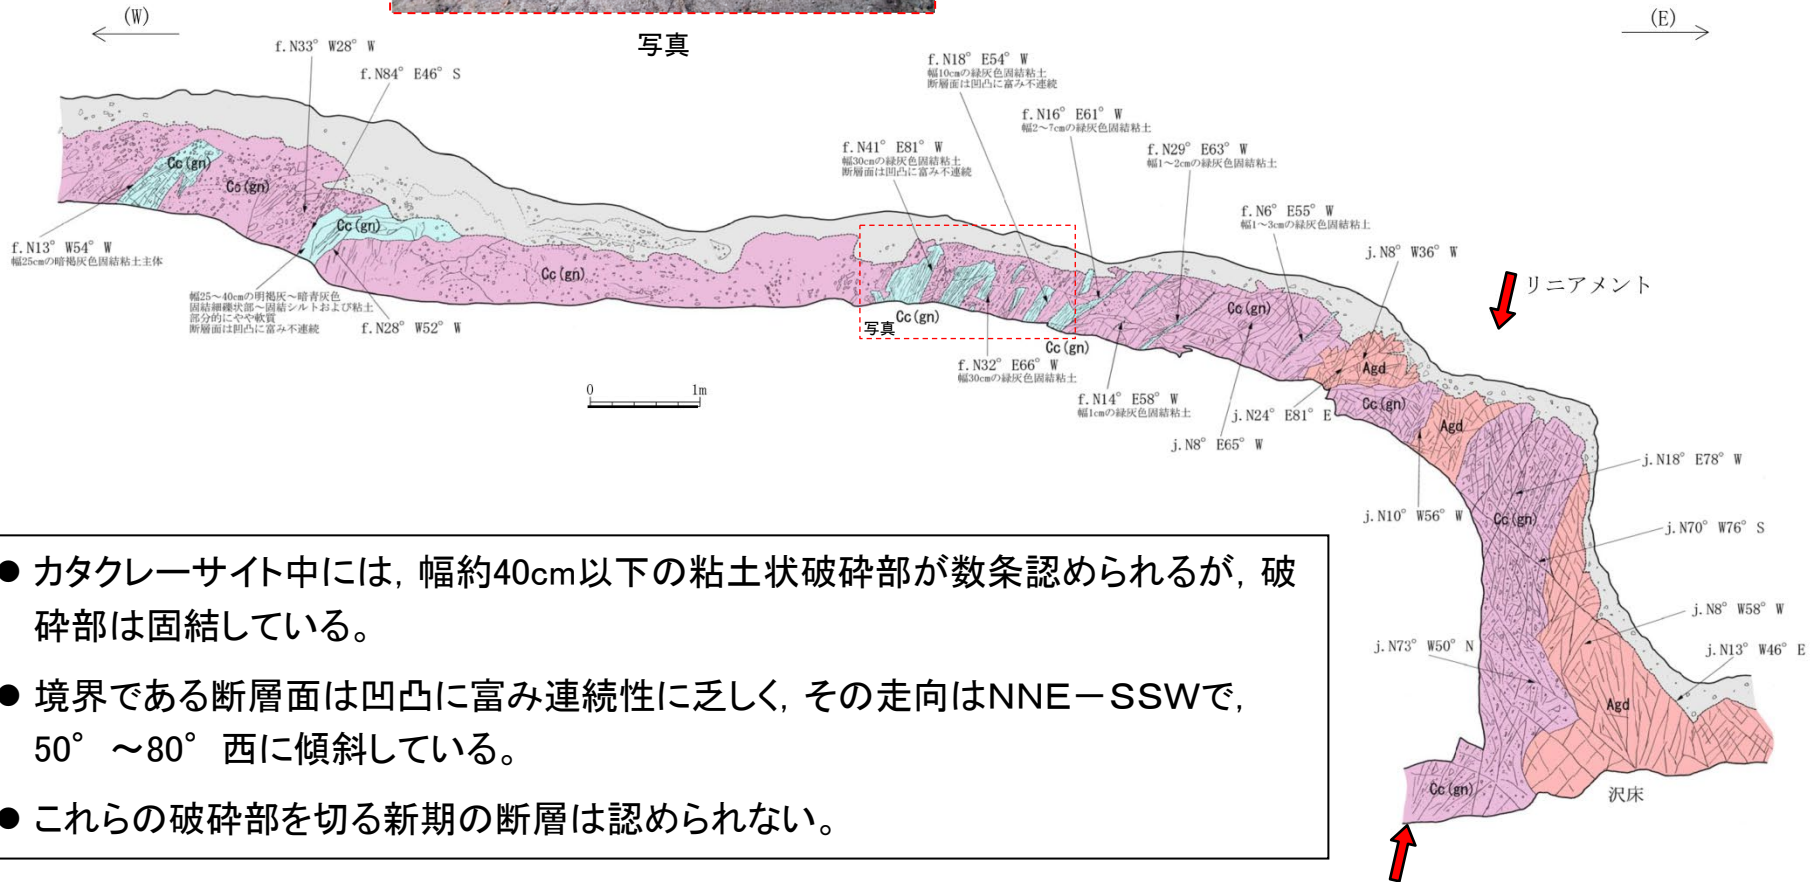 (W)
(E)
写真
f. N33° W28° W
f. N84° E46° S
f. N18° E54° W
幅10cmの緑灰色固結粘土
断層面は凹凸に富み不連続
f. N16° E61° W
幅2～7cmの緑灰色固結粘土
f. N41° E81° W
幅30cmの緑灰色固結粘土
断層面は凹凸に富み不連続
f. N29° E63° W
幅1～2cmの緑灰色固結粘土
f. N6° E55° W
幅1～3cmの緑灰色固結粘土
j. N8° W36° W
リニアメント
Cc(gn)
Cc(gn)
Cc(gn)
Cc(gn)
Cc(gn)
f. N13° W54° W
幅25cmの暗褐灰色固結粘土主体
幅25～40cmの明褐灰～暗青灰色
固結細礫状部～固結シルトおよび粘土
部分的にやや軟質
断層面は凹凸に富み不連続
f. N28° W52° W
写真
Cc(gn)
Cc(gn)
f. N32° E66° W
幅30cmの緑灰色固結粘土
0 1m
Agd
Cc(gn)
Agd
f. N14° E58° W
幅1cmの緑灰色固結粘土
j. N24° E81° E
j. N8° E65° W
j. N18° E78° W
j. N10° W56° W
Cc(gn)
j. N70° W76° S
j. N8° W58° W
j. N73° W50° N
j. N13° W46° E
Agd
Cc(gn)
沢床
● カタクレーサイト中には, 幅約40cm以下の粘土状破砕部が数条認められるが, 破
砕部は固結している。
● 境界である断層面は凹凸に富み連続性に乏しく, その走向はNNE－SSWで,
50° ～80° 西に傾斜している。
● これらの破砕部を切る新期の断層は認められない。